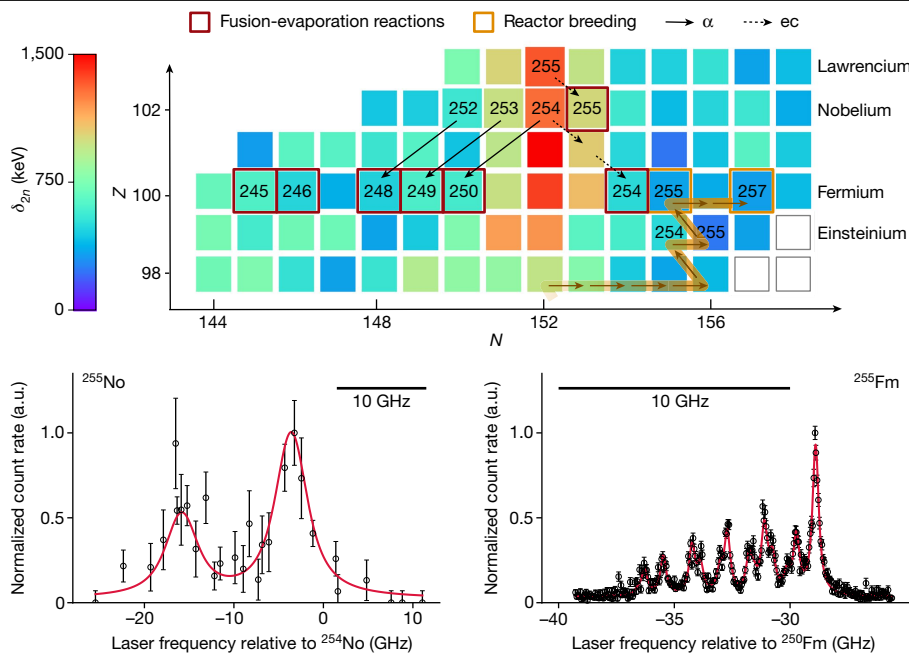 Fusion-evaporation reactions Reactor breeding α ec
1,500
750
0
δ2n (keV)
Z
102
100
98
255 Lawrencium
252 253 254 255 Nobelium
245 246 248 249 250 254 255 257 Fermium
254 255 Einsteinium
144 148 152 156
N
255No
10 GHz
Normalized count rate (a.u.)
1.0
0.5
0
−20 −10 0 10
Laser frequency relative to 254No (GHz)
255Fm
10 GHz
Normalized count rate (a.u.)
1.0
0.5
0
−40 −35 −30
Laser frequency relative to 250Fm (GHz)